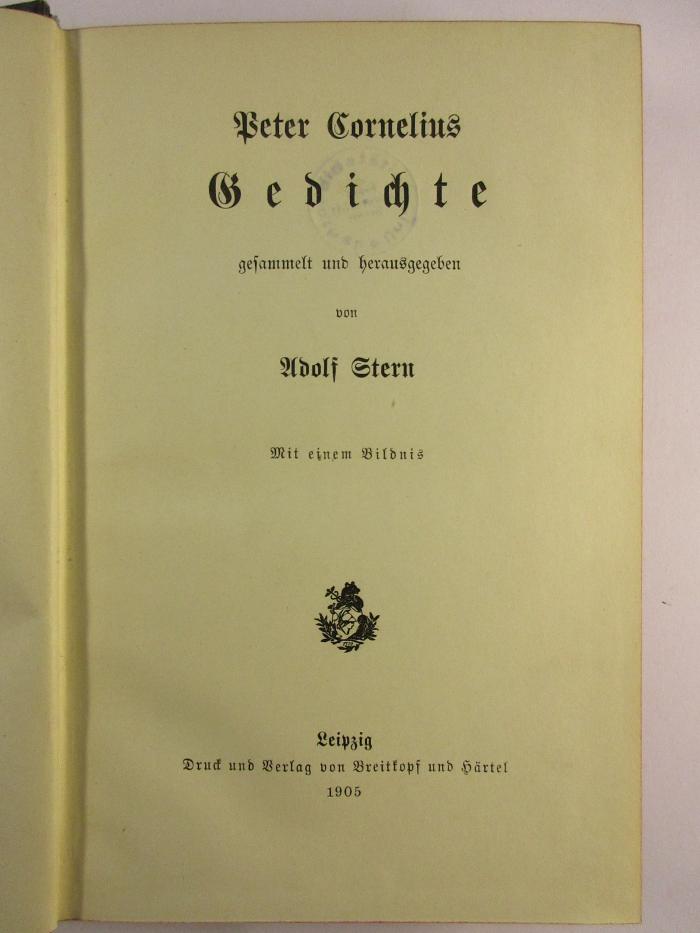 Peter Cornelius
Gedichte
gesammelt und herausgegeben
von
Adolf Stern
Mit einem Bildnis
Leipzig
Druck und Verlag von Breitkopf und Härtel
1905